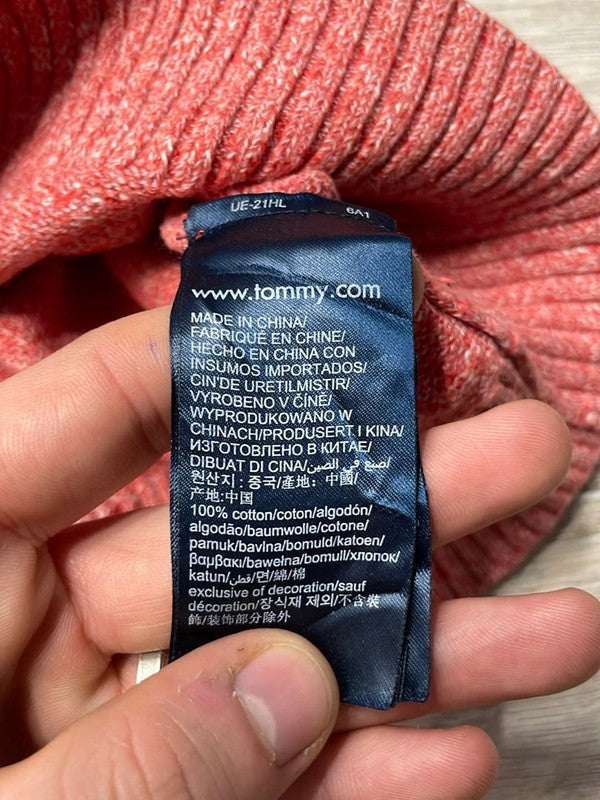 UE-21HL 6A1
www.tommy.com
MADE IN CHINA/
FABRIQUÉ EN CHINE/
HECHO EN CHINA CON
INSUMOS IMPORTADOS/
CIN'DE URETILMISTIR/
VYROBENO V ČÍNĚ/
WYPRODUKOWANO W
CHINACH/PRODUSERT I KINA/
ИЗГОТОВЛЕНО В КИТАЕ/
DIBUAT DI CINA/اصنع في الصين/
원산지 : 중국/產地：中國/
产地:中国
100% cotton/coton/algodón/
algodão/baumwolle/cotone/
pamuk/bavlna/bomuld/katoen/
βαμβακι/bawełna/bomull/хлопок/
katun/قطن/면/綿/棉
exclusive of decoration/sauf
décoration/장식재 제외/不含裝
飾/装饰部分除外